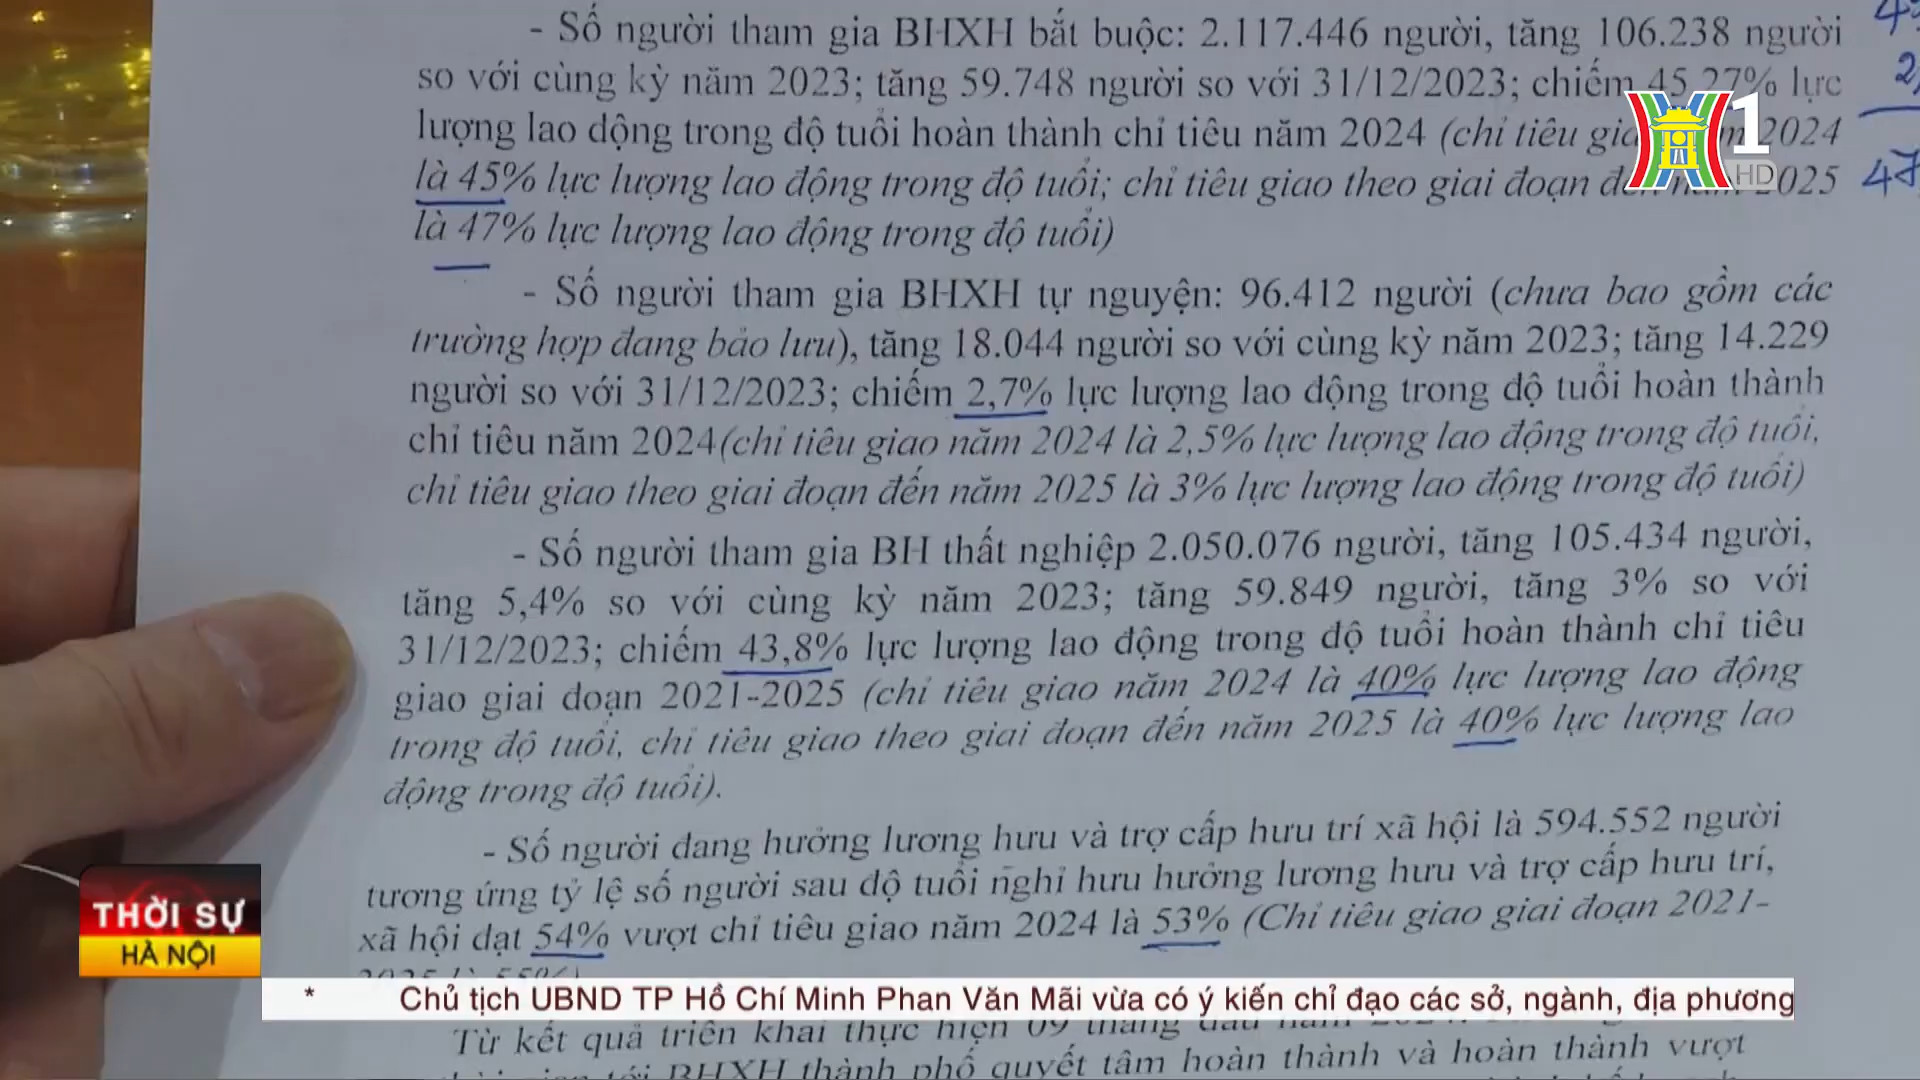 - Số người tham gia BHXH bắt buộc: 2.117.446 người, tăng 106.238 người
so với cùng kỳ năm 2023; tăng 59.748 người so với 31/12/2023; chiếm 45,27% lực
lượng lao động trong độ tuổi hoàn thành chỉ tiêu năm 2024 (chỉ tiêu 2024
là 45% lực lượng lao động trong độ tuổi; chỉ tiêu giao theo giai đoạn đến năm 2025
là 47% lực lượng lao động trong độ tuổi)
47
1
HD
- Số người tham gia BHXH tự nguyện: 96.412 người (chưa bao gồm các
trường hợp đang bảo lưu), tăng 18.044 người so với cùng kỳ năm 2023; tăng 14.229
người so với 31/12/2023; chiếm 2,7% lực lượng lao động trong độ tuổi hoàn thành
chỉ tiêu năm 2024(chỉ tiêu giao năm 2024 là 2,5% lực lượng lao động trong độ tuổi,
chỉ tiêu giao theo giai đoạn đến năm 2025 là 3% lực lượng lao động trong độ tuổi)
- Số người tham gia BH thất nghiệp 2.050.076 người, tăng 105.434 người,
tăng 5,4% so với cùng kỳ năm 2023; tăng 59.849 người, tăng 3% so với
31/12/2023; chiếm 43,8% lực lượng lao động trong độ tuổi hoàn thành chỉ tiêu
giao giai đoạn 2021-2025 (chỉ tiêu giao năm 2024 là 40% lực lượng lao động
trong độ tuổi, chỉ tiêu giao theo giai đoạn đến năm 2025 là 40% lực lượng lao
động trong độ tuổi).
- Số người đang hưởng lương hưu và trợ cấp hưu trí xã hội là 594.552 người
tương ứng tỷ lệ số người sau độ tuổi nghỉ hưu hưởng lương hưu và trợ cấp hưu trí,
xã hội đạt 54% vượt chỉ tiêu giao năm 2024 là 53% (Chỉ tiêu giao giai đoạn 2021-
THỜI SỰ
HÀ NỘI
* Chủ tịch UBND TP Hồ Chí Minh Phan Văn Mãi vừa có ý kiến chỉ đạo các sở, ngành, địa phương
Từ kết quả triển khai thực hiện 09 tháng đầu năm
BHXH thành phố quyết tâm hoàn thành và hoàn thành vượt